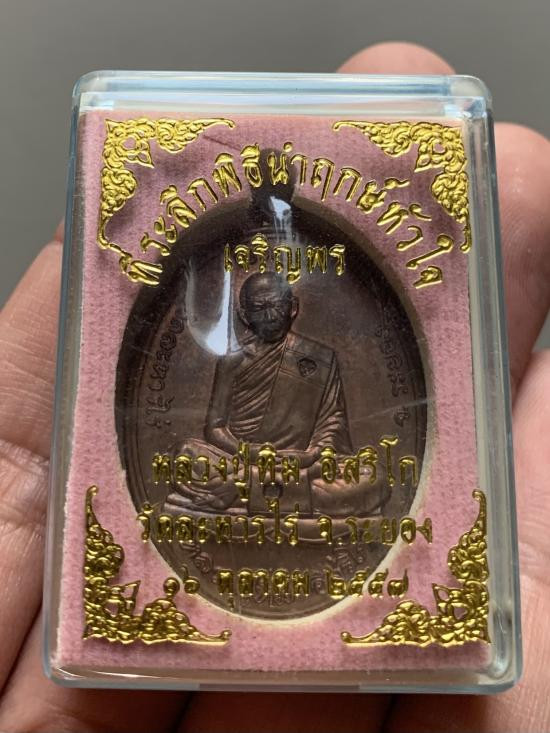 ที่ระลึกพิธีนำฤกษ์หัวใจ
เจริญพร
หลวงปู่ทิม อิสริโก
วัดละหารไร่ จ.ระยอง
๑๖ ตุลาคม ๒๕๕๗